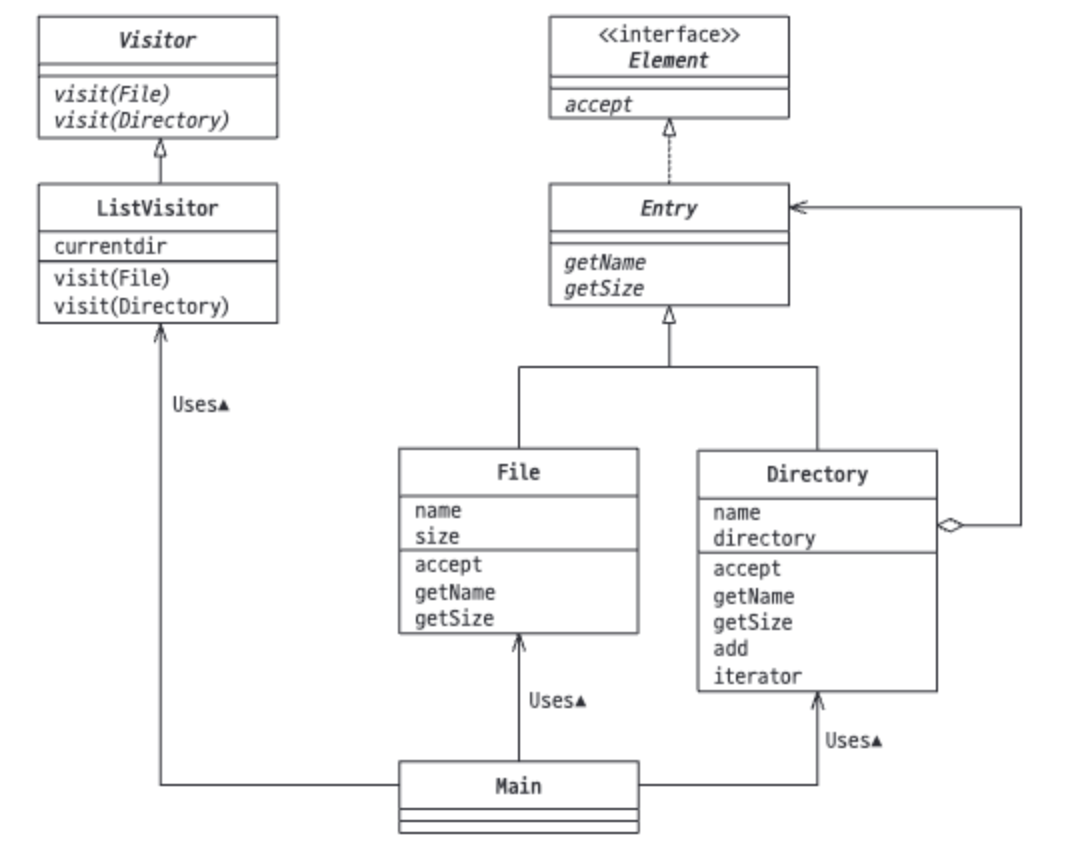 Visitor
visit(File)
visit(Directory)
ListVisitor
currentdir
visit(File)
visit(Directory)
Uses▲
<<interface>>
Element
accept
Entry
getName
getSize
File
name
size
accept
getName
getSize
Uses▲
Directory
name
directory
accept
getName
getSize
add
iterator
Uses▲
Main